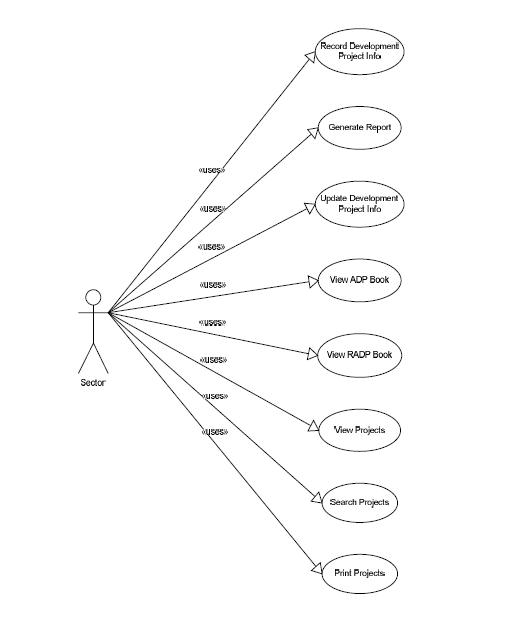 Record Development
Project Info
Generate Report
«uses»
Update Development
Project Info
«uses»
«uses»
View ADP Book
«uses»
«uses»
View RADP Book
«uses»
Sector
«uses»
View Projects
«uses»
Search Projects
Print Projects